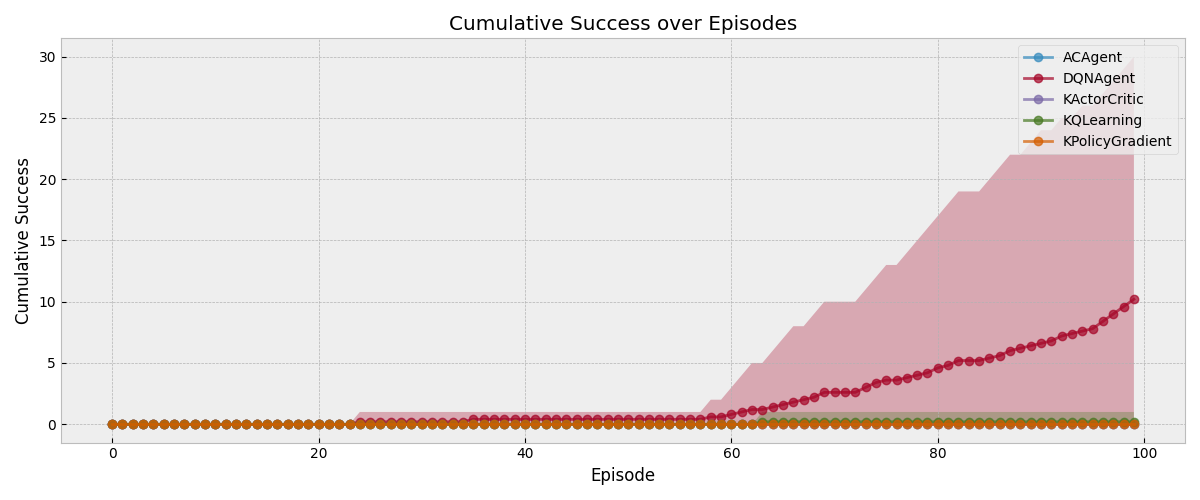 Cumulative Success over Episodes
Cumulative Success
30
25
20
15
10
5
0
0
20
40
60
80
100
Episode
ACAgent
DQNAgent
KActorCritic
KQLearning
KPolicyGradient